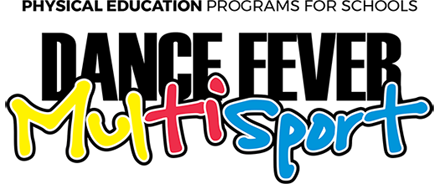 PHYSICAL EDUCATION PROGRAMS FOR SCHOOLS
DANCE FEVER
Multisport